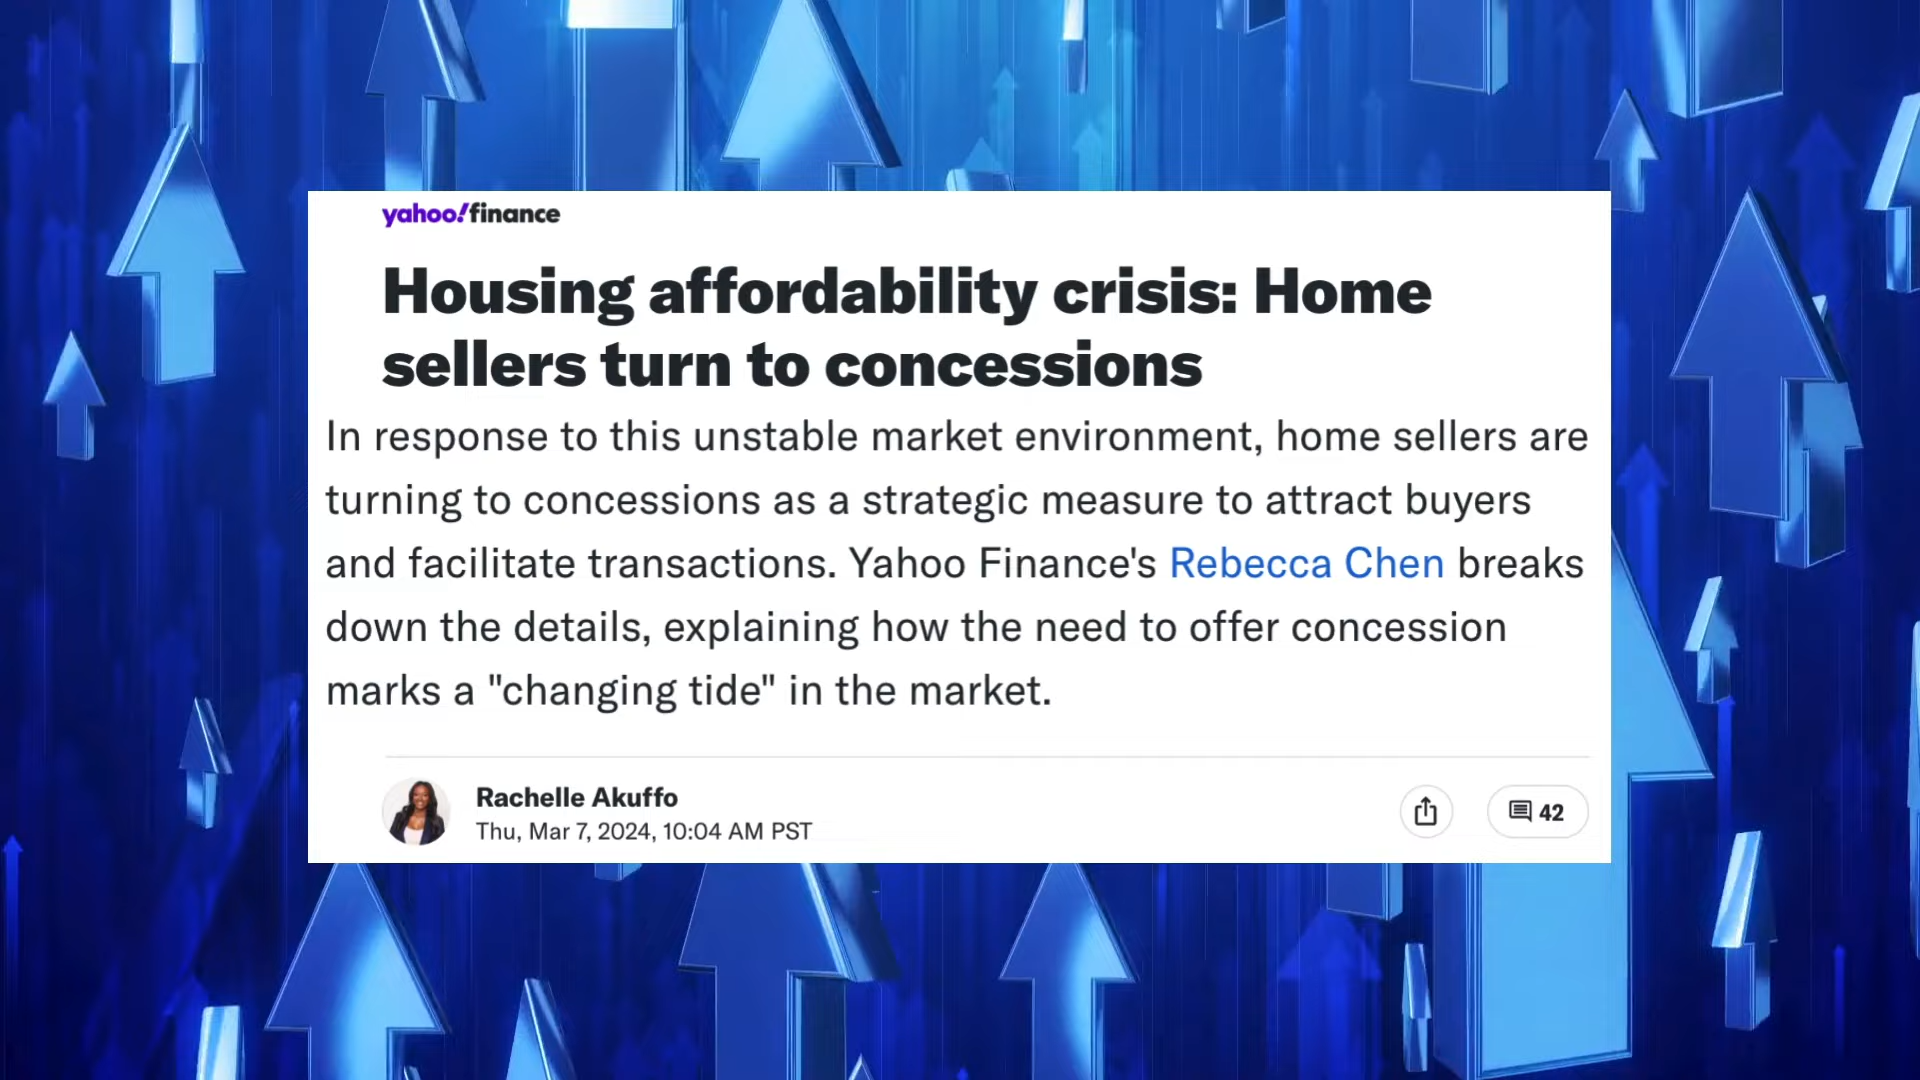 yahoo!finance
Housing affordability crisis: Home
sellers turn to concessions
In response to this unstable market environment, home sellers are
turning to concessions as a strategic measure to attract buyers
and facilitate transactions. Yahoo Finance's Rebecca Chen breaks
down the details, explaining how the need to offer concession
marks a "changing tide" in the market.
Rachelle Akuffo
Thu, Mar 7, 2024, 10:04 AM PST
42